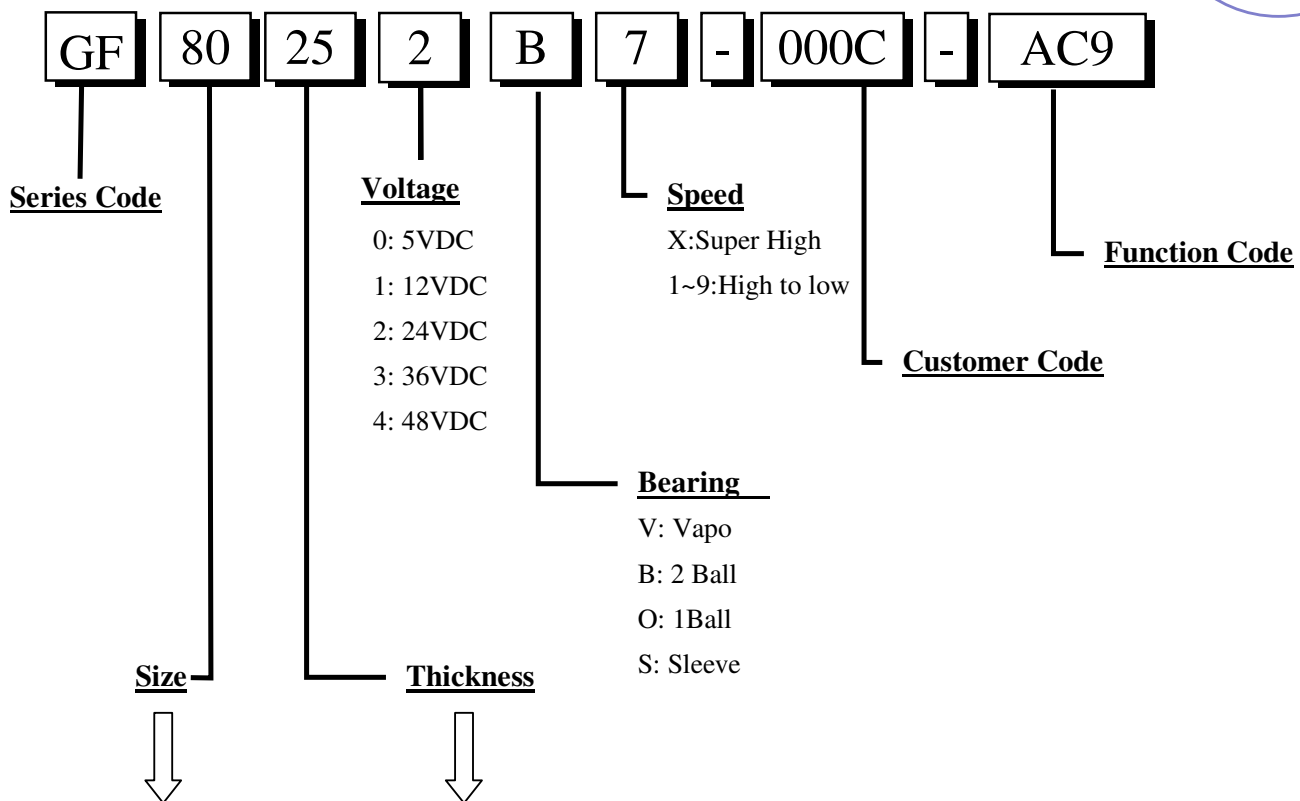 GF 80 25 2 B 7 - 000C - AC9
Series Code
Voltage
0: 5VDC
1: 12VDC
2: 24VDC
3: 36VDC
4: 48VDC
Speed
X:Super High
1~9:High to low
Function Code
Customer Code
Bearing
V: Vapo
B: 2 Ball
O: 1Ball
S: Sleeve
Size
Thickness